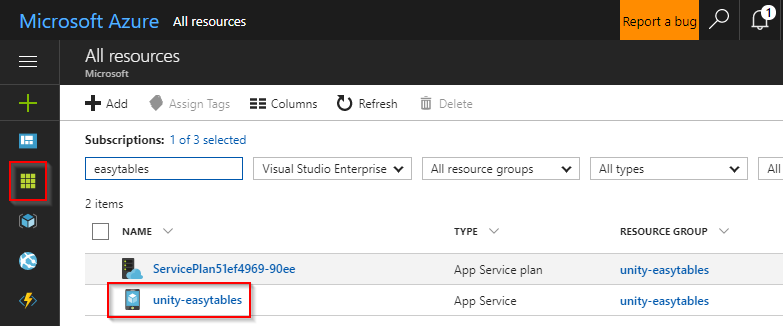 Microsoft Azure All resources Report a bug 1
All resources
Microsoft
Add Assign Tags Columns Refresh Delete
Subscriptions: 1 of 3 selected
easytables Visual Studio Enterprise All resource groups All types All
2 items
NAME TYPE RESOURCE GROUP
ServicePlan51ef4969-90ee App Service plan unity-easytables
unity-easytables App Service unity-easytables